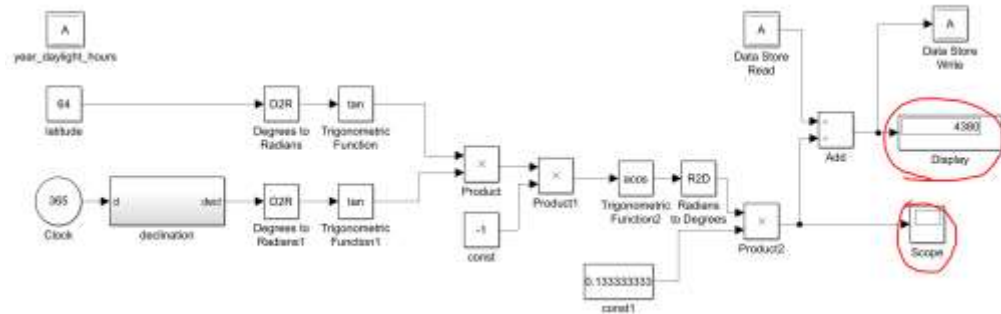 A
year_daylight_hours
64
latitude
D2R
Degrees to
Radians
tan
Trigonometric
Function
365
Clock
d
decl
declination
D2R
Degrees to
Radians1
tan
Trigonometric
Function1
×
Product
-1
const
×
Product1
acos
Trigonometric
Function2
R2D
Radians
to Degrees
0.133333333
const1
×
Product2
A
Data Store
Read
+
+
Add
A
Data Store
Write
4380
Display
Scope